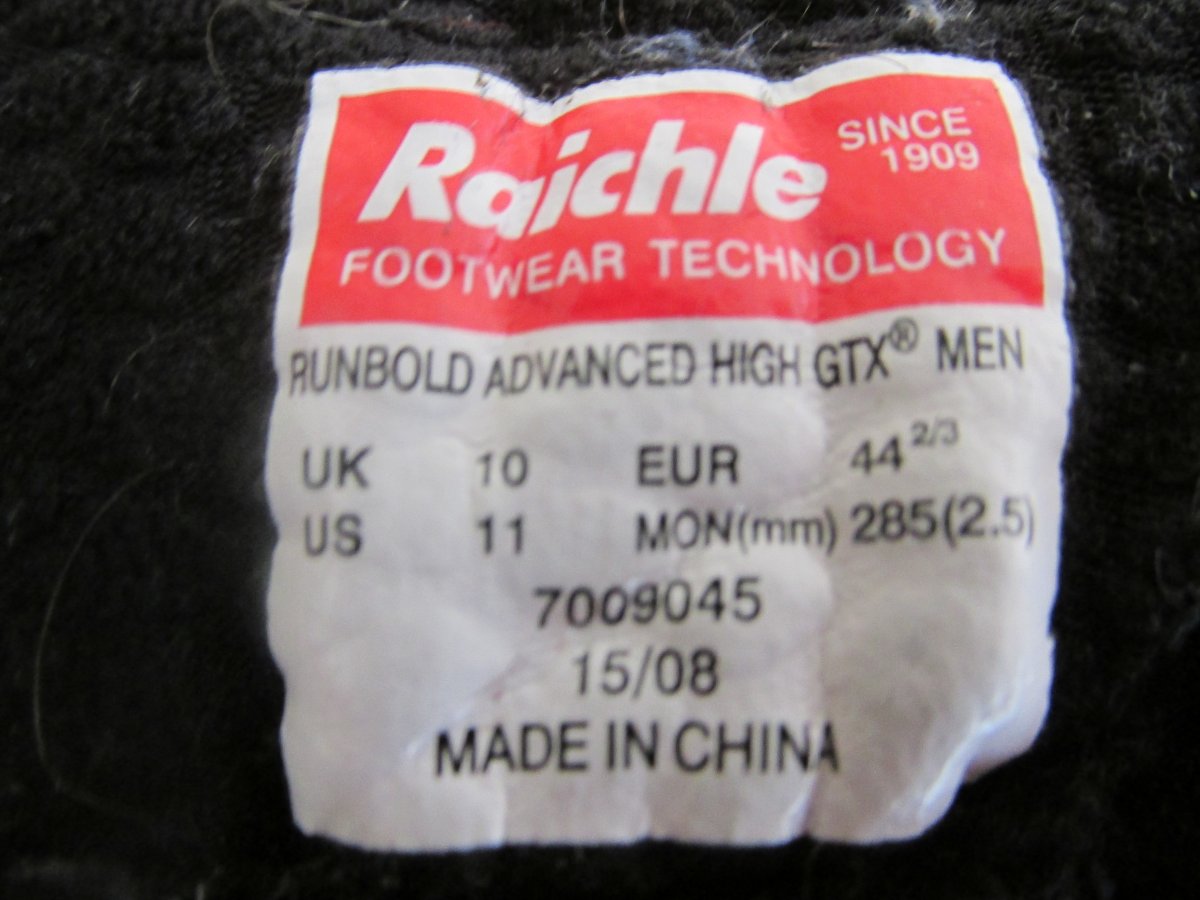 Raichle
SINCE
1909
FOOTWEAR TECHNOLOGY
RUNBOLD ADVANCED HIGH GTX® MEN
UK 10 EUR 44 2/3
US 11 MON(mm) 285(2.5)
7009045
15/08
MADE IN CHINA